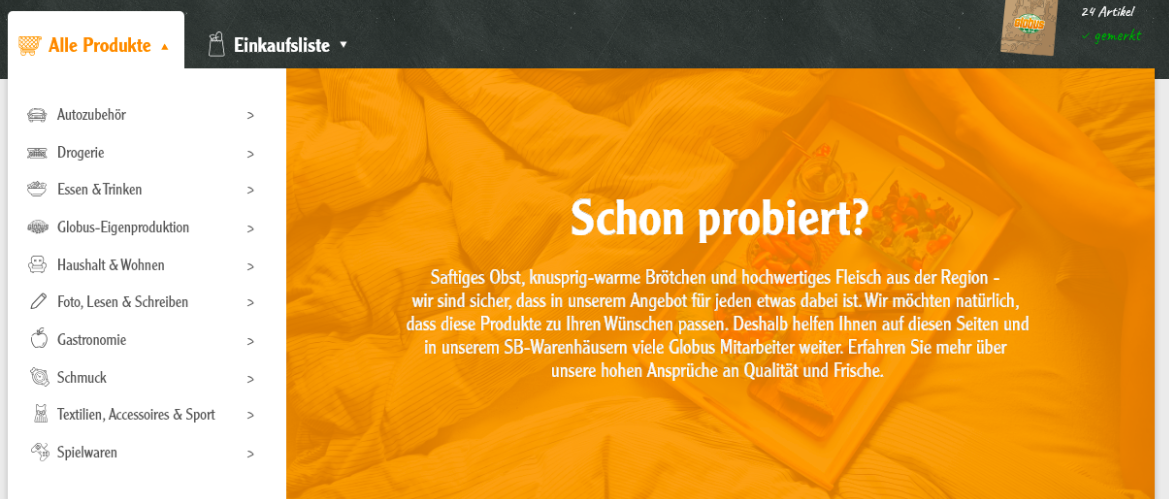 24 Artikel
GLOBUS
✓ gemerkt
Alle Produkte ▲
Einkaufsliste ▼
Autozubehör >
Drogerie >
Essen & Trinken >
Globus-Eigenproduktion >
Haushalt & Wohnen >
Foto, Lesen & Schreiben >
Gastronomie >
Schmuck >
Textilien, Accessoires & Sport >
Spielwaren >
Schon probiert?
Saftiges Obst, knusprig-warme Brötchen und hochwertiges Fleisch aus der Region -
wir sind sicher, dass in unserem Angebot für jeden etwas dabei ist. Wir möchten natürlich,
dass diese Produkte zu Ihren Wünschen passen. Deshalb helfen Ihnen auf diesen Seiten und
in unserem SB-Warenhäusern viele Globus Mitarbeiter weiter. Erfahren Sie mehr über
unsere hohen Ansprüche an Qualität und Frische.